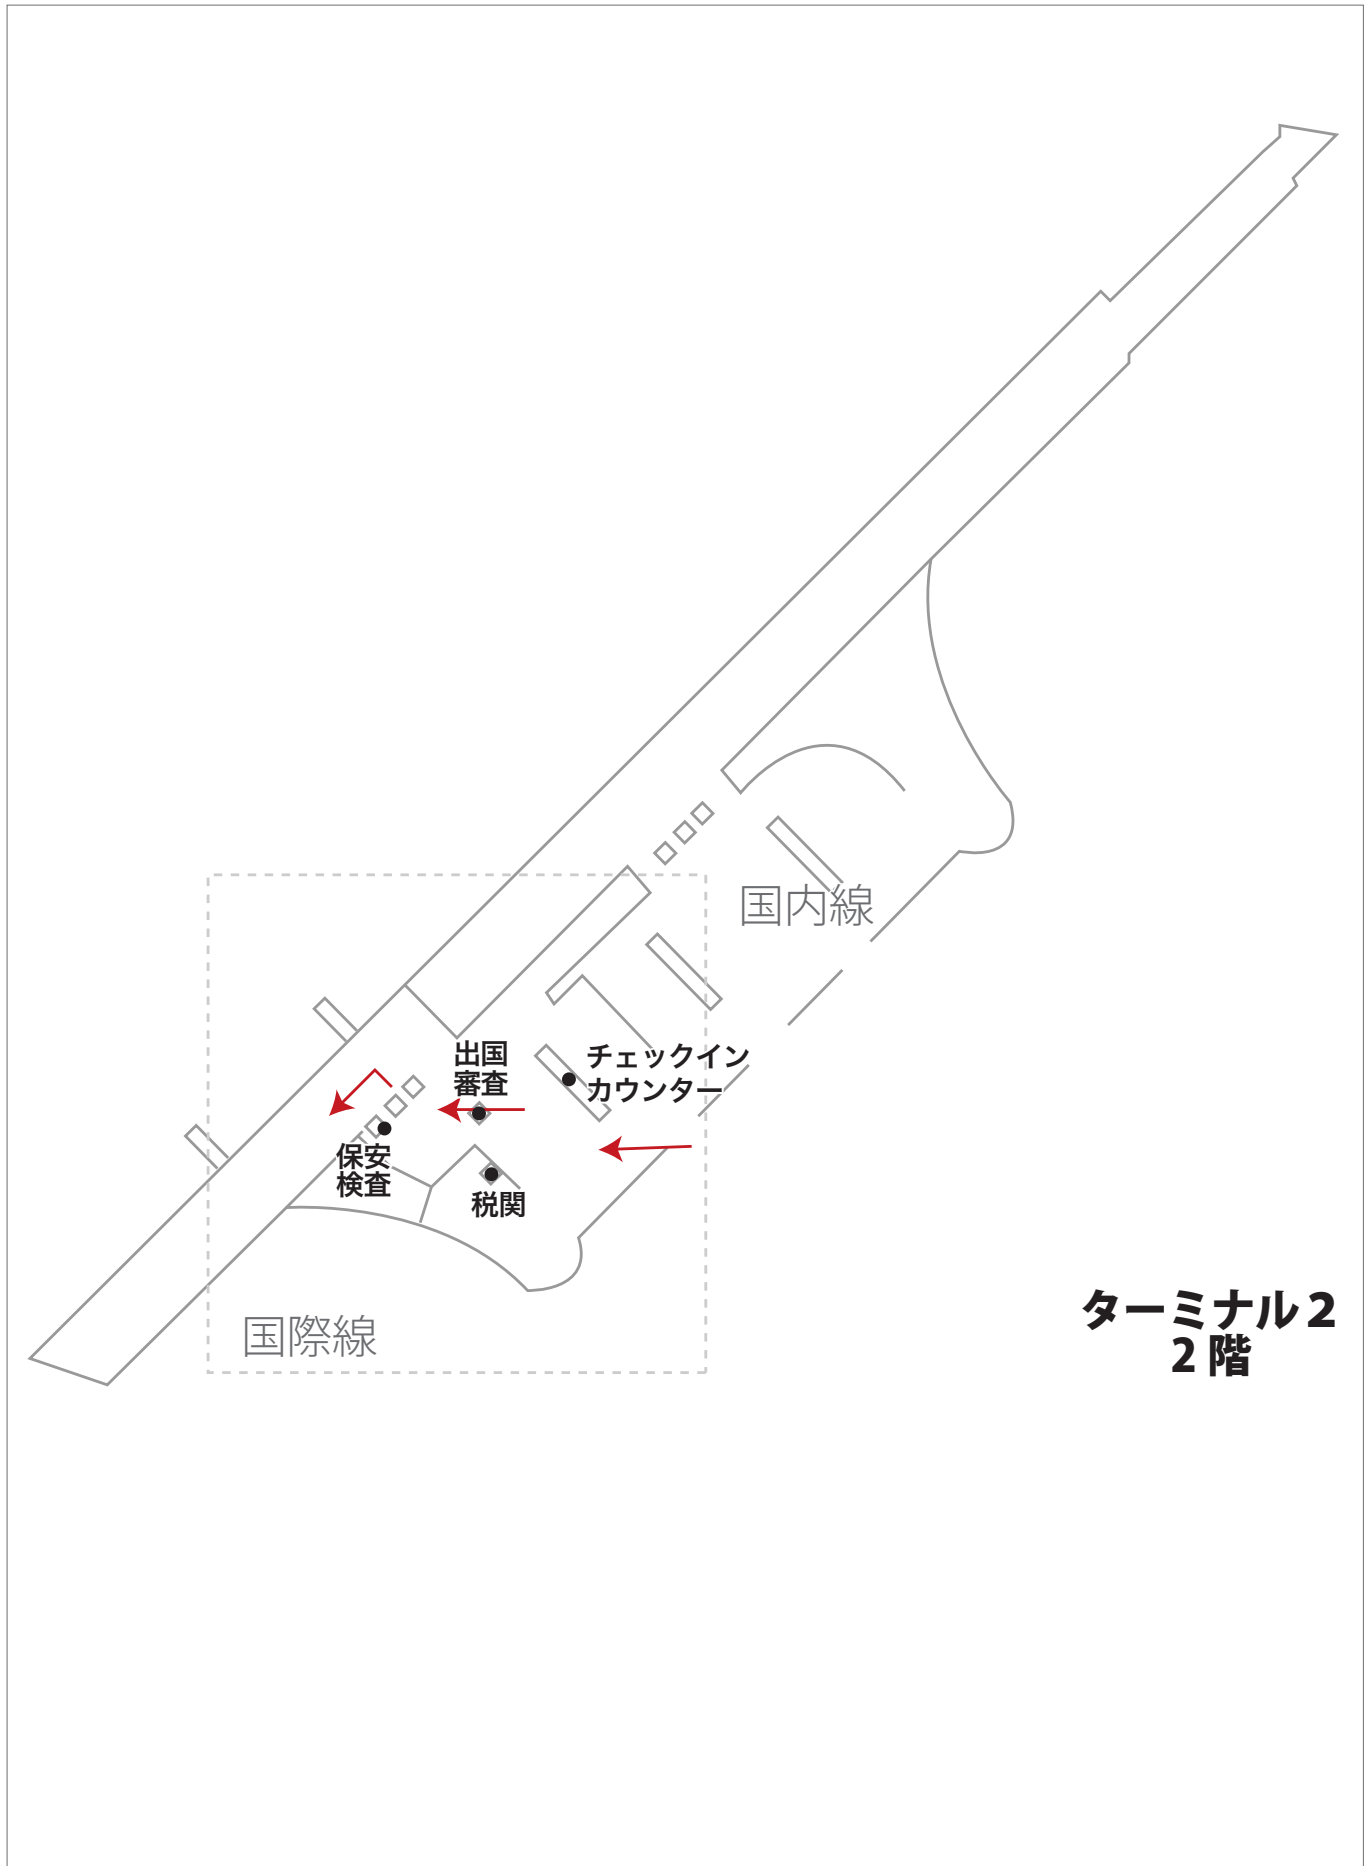 国内線
出国
審査
チェックイン
カウンター
保安
検査
税関
国際線
ターミナル2
2 階